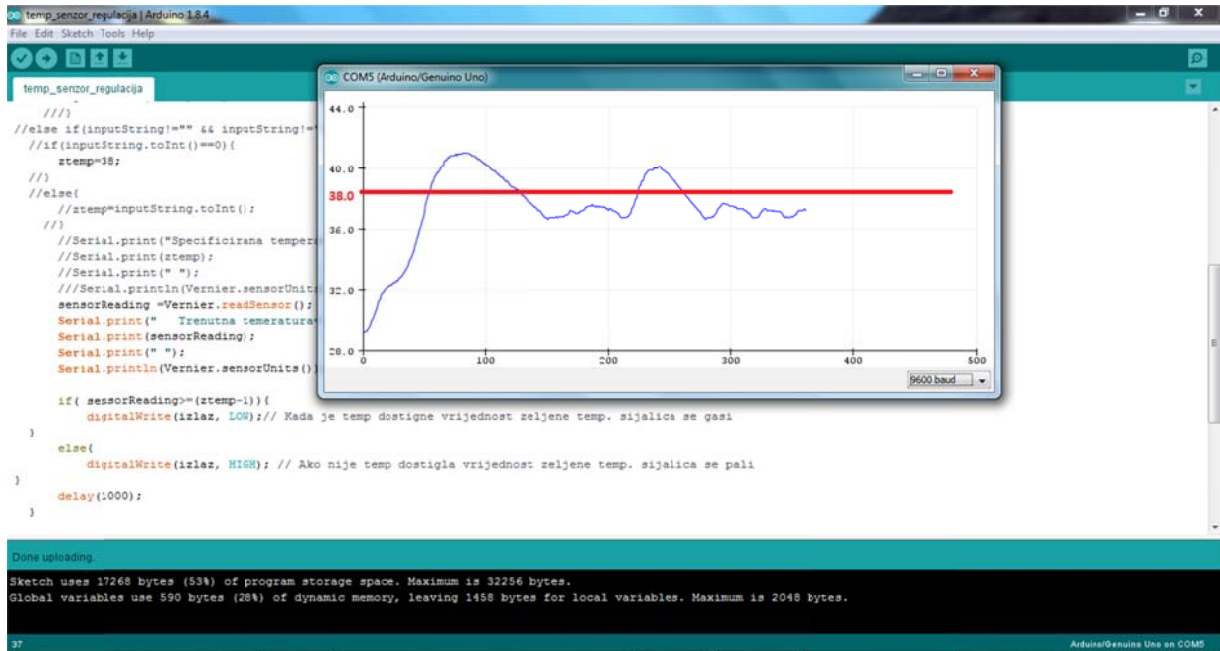 temp_senzor_regulacija | Arduino 1.8.4
File Edit Sketch Tools Help
temp_senzor_regulacija
///}
//else if(inputString!="" && inputString!="
//if(inputString.toInt()==0){
ztemp=38;
//}
//else{
//ztemp=inputString.toInt();
//}
//Serial.print("Specificirana tempera
//Serial.print(ztemp);
//Serial.print(" ");
///Serial.println(Vernier.sensorUnits
sensorReading =Vernier.readSensor();
Serial.print("   Trenutna temeratura
Serial.print(sensorReading);
Serial.print(" ");
Serial.println(Vernier.sensorUnits()
if( sensorReading>=(ztemp-1)){
digitalWrite(izlaz, LOW);// Kada je temp dostigne vrijednost zeljene temp. sijalica se gasi
}
else{
digitalWrite(izlaz, HIGH); // Ako nije temp dostigla vrijednost zeljene temp. sijalica se pali
}
delay(1000);
}
COM5 (Arduino/Genuino Uno)
44.0
40.0
38.0
36.0
32.0
28.0
0 100 200 300 400 500
9600 baud
Done uploading.
Sketch uses 17268 bytes (53%) of program storage space. Maximum is 32256 bytes.
Global variables use 590 bytes (28%) of dynamic memory, leaving 1458 bytes for local variables. Maximum is 2048 bytes.
37
Arduino/Genuino Uno on COM5